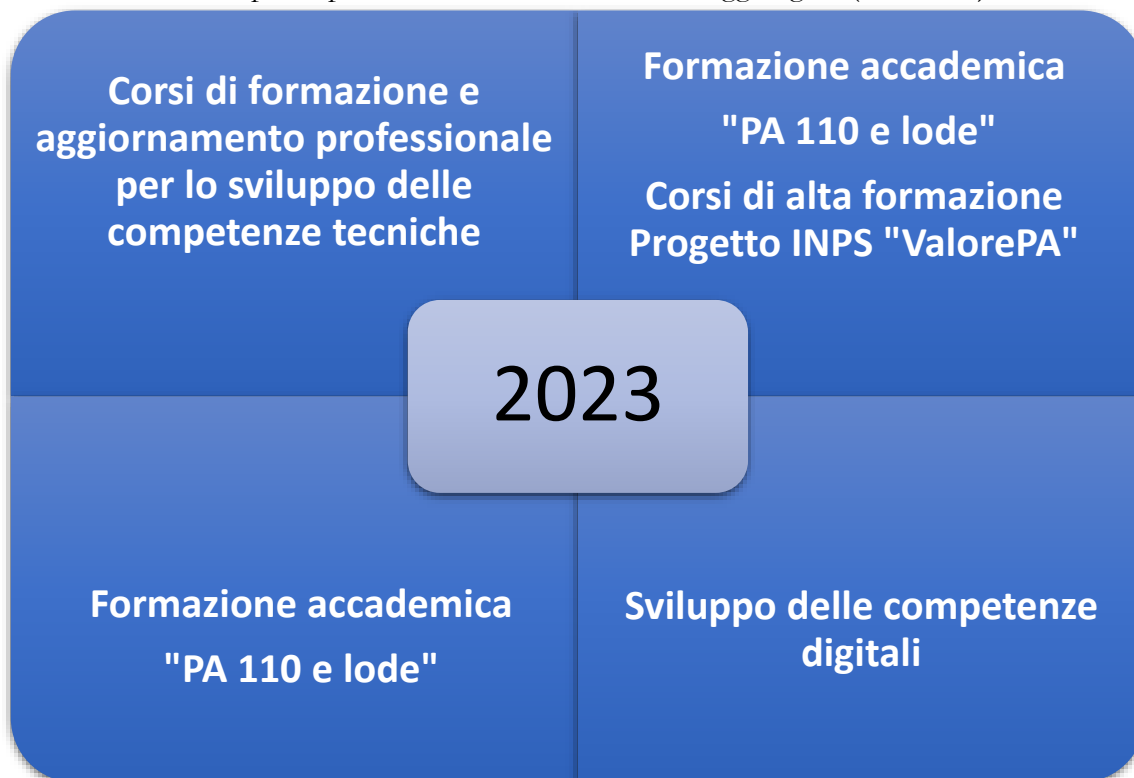 Corsi di formazione e
aggiornamento professionale
per lo sviluppo delle
competenze tecniche
Formazione accademica
"PA 110 e lode"
Corsi di alta formazione
Progetto INPS "ValorePA"
2023
Formazione accademica
"PA 110 e lode"
Sviluppo delle competenze
digitali